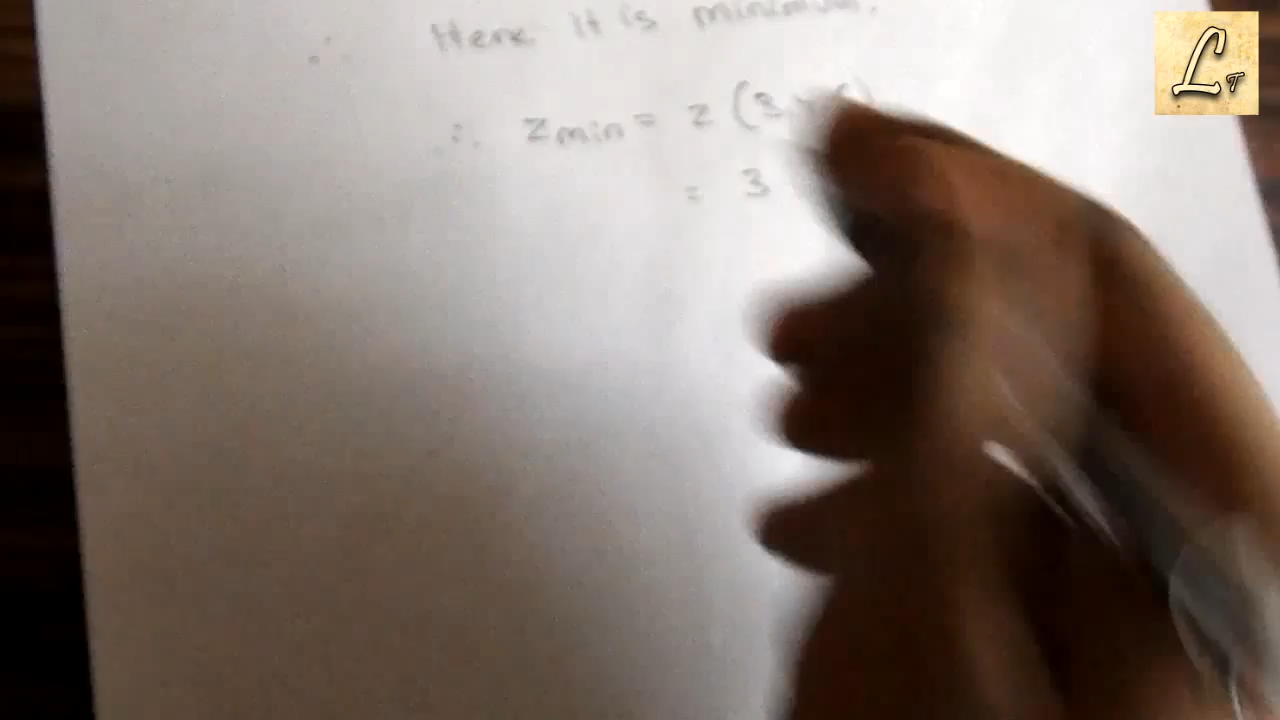 ∴ Here it is minimum.
∴ Zmin = Z (3,
= 3
L T